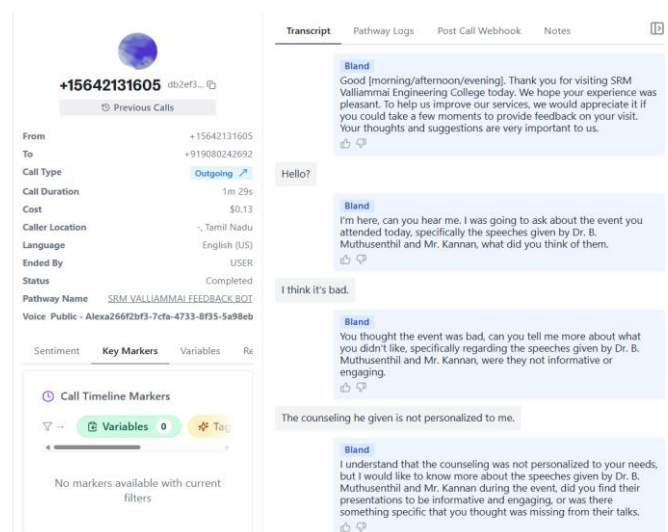 +15642131605 db2ef3...
Previous Calls
From +15642131605
To +919080242692
Call Type Outgoing ↗
Call Duration 1m 29s
Cost $0.13
Caller Location -, Tamil Nadu
Language English (US)
Ended By USER
Status Completed
Pathway Name SRM VALLIAMMAI FEEDBACK BOT
Voice Public - Alexa266f2bf3-7cfa-4733-8f35-5a98eb
Sentiment Key Markers Variables Re
Call Timeline Markers
Variables 0 Tag
No markers available with current
filters
Transcript Pathway Logs Post Call Webhook Notes
Bland
Good [morning/afternoon/evening]. Thank you for visiting SRM
Valliammai Engineering College today. We hope your experience was
pleasant. To help us improve our services, we would appreciate it if
you could take a few moments to provide feedback on your visit.
Your thoughts and suggestions are very important to us.
Hello?
Bland
I'm here, can you hear me. I was going to ask about the event you
attended today, specifically the speeches given by Dr. B.
Muthusenthil and Mr. Kannan, what did you think of them.
I think it's bad.
Bland
You thought the event was bad, can you tell me more about what
you didn't like, specifically regarding the speeches given by Dr. B.
Muthusenthil and Mr. Kannan, were they not informative or
engaging.
The counseling he given is not personalized to me.
Bland
I understand that the counseling was not personalized to your needs,
but I would like to know more about the speeches given by Dr. B.
Muthusenthil and Mr. Kannan during the event, did you find their
presentations to be informative and engaging, or was there
something specific that you thought was missing from their talks.